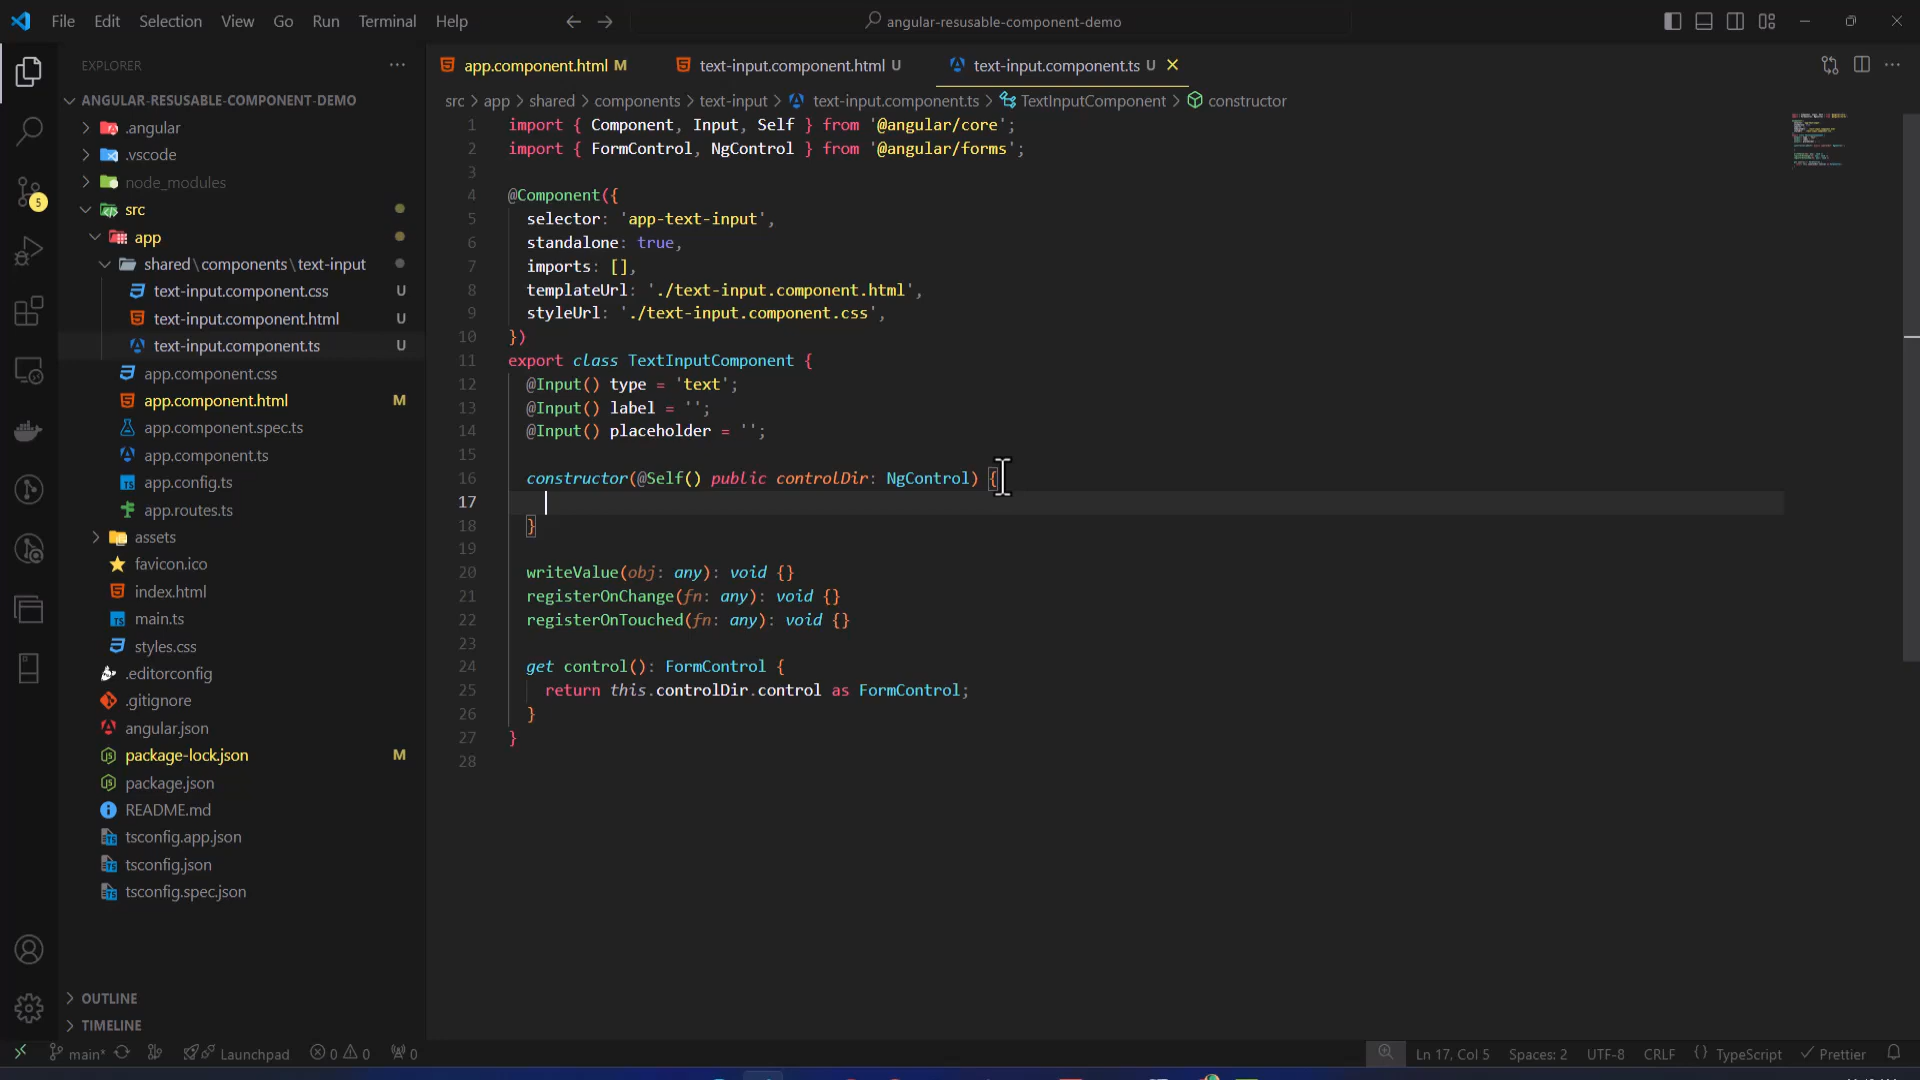 File Edit Selection View Go Run Terminal Help
angular-resusable-component-demo
EXPLORER
ANGULAR-RESUSABLE-COMPONENT-DEMO
.angular
.vscode
node_modules
src
app
shared\components\text-input
text-input.component.css U
text-input.component.html U
text-input.component.ts U
app.component.css
app.component.html M
app.component.spec.ts
app.component.ts
app.config.ts
app.routes.ts
assets
favicon.ico
index.html
main.ts
styles.css
.editorconfig
.gitignore
angular.json
package-lock.json M
package.json
README.md
tsconfig.app.json
tsconfig.json
tsconfig.spec.json
OUTLINE
TIMELINE
5
app.component.html M
text-input.component.html U
text-input.component.ts U
src > app > shared > components > text-input > text-input.component.ts > TextInputComponent > constructor
1 import { Component, Input, Self } from '@angular/core';
2 import { FormControl, NgControl } from '@angular/forms';
3
4 @Component({
5 selector: 'app-text-input',
6 standalone: true,
7 imports: [],
8 templateUrl: './text-input.component.html',
9 styleUrl: './text-input.component.css',
10 })
11 export class TextInputComponent {
12 @Input() type = 'text';
13 @Input() label = '';
14 @Input() placeholder = '';
15
16 constructor(@Self() public controlDir: NgControl) {
17
18 }
19
20 writeValue(obj: any): void {}
21 registerOnChange(fn: any): void {}
22 registerOnTouched(fn: any): void {}
23
24 get control(): FormControl {
25 return this.controlDir.control as FormControl;
26 }
27 }
28
main* Launchpad 0 0 0
Ln 17, Col 5 Spaces: 2 UTF-8 CRLF {} TypeScript Prettier